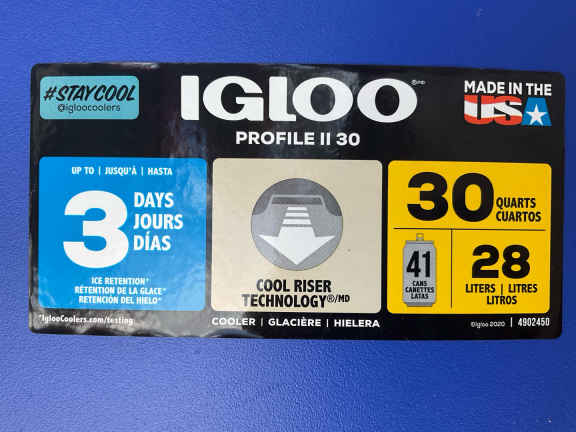 #STAYCOOL
@igloocoolers
IGLOO®/MD
PROFILE II 30
MADE IN THE
USA
UP TO | JUSQU'À | HASTA
3
DAYS
JOURS
DÍAS
ICE RETENTION*
RÉTENTION DE LA GLACE*
RETENCIÓN DEL HIELO*
*IglooCoolers.com/testing
COOL RISER
TECHNOLOGY®/MD
COOLER | GLACIÈRE | HIELERA
30
QUARTS
CUARTOS
41
CANS
CANETTES
LATAS
28
LITERS | LITRES
LITROS
©Igloo 2020 | 4902450